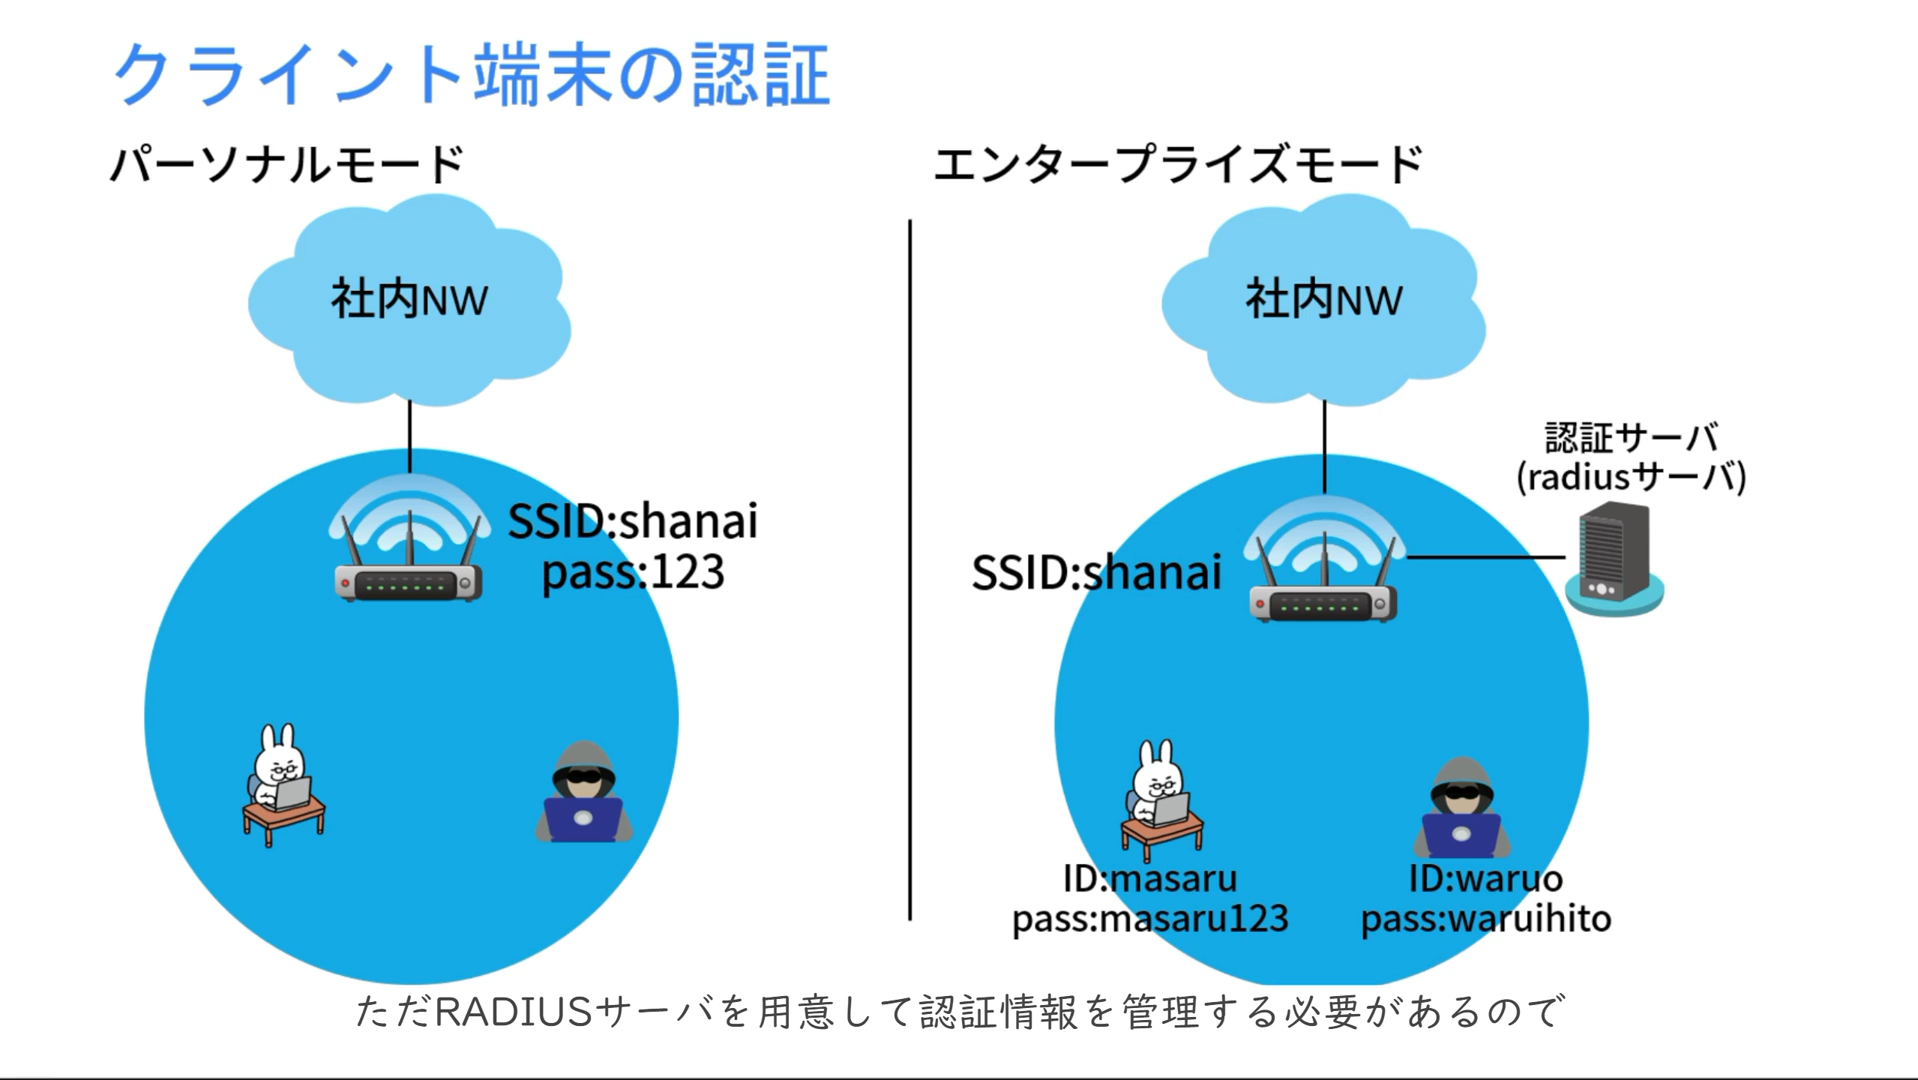 クライント端末の認証
パーソナルモード
社内NW
SSID:shanai
pass:123
エンタープライズモード
社内NW
認証サーバ
(radiusサーバ)
SSID:shanai
ID:masaru
pass:masaru123
ID:waruo
pass:waruihito
ただRADIUSサーバを用意して認証情報を管理する必要があるので